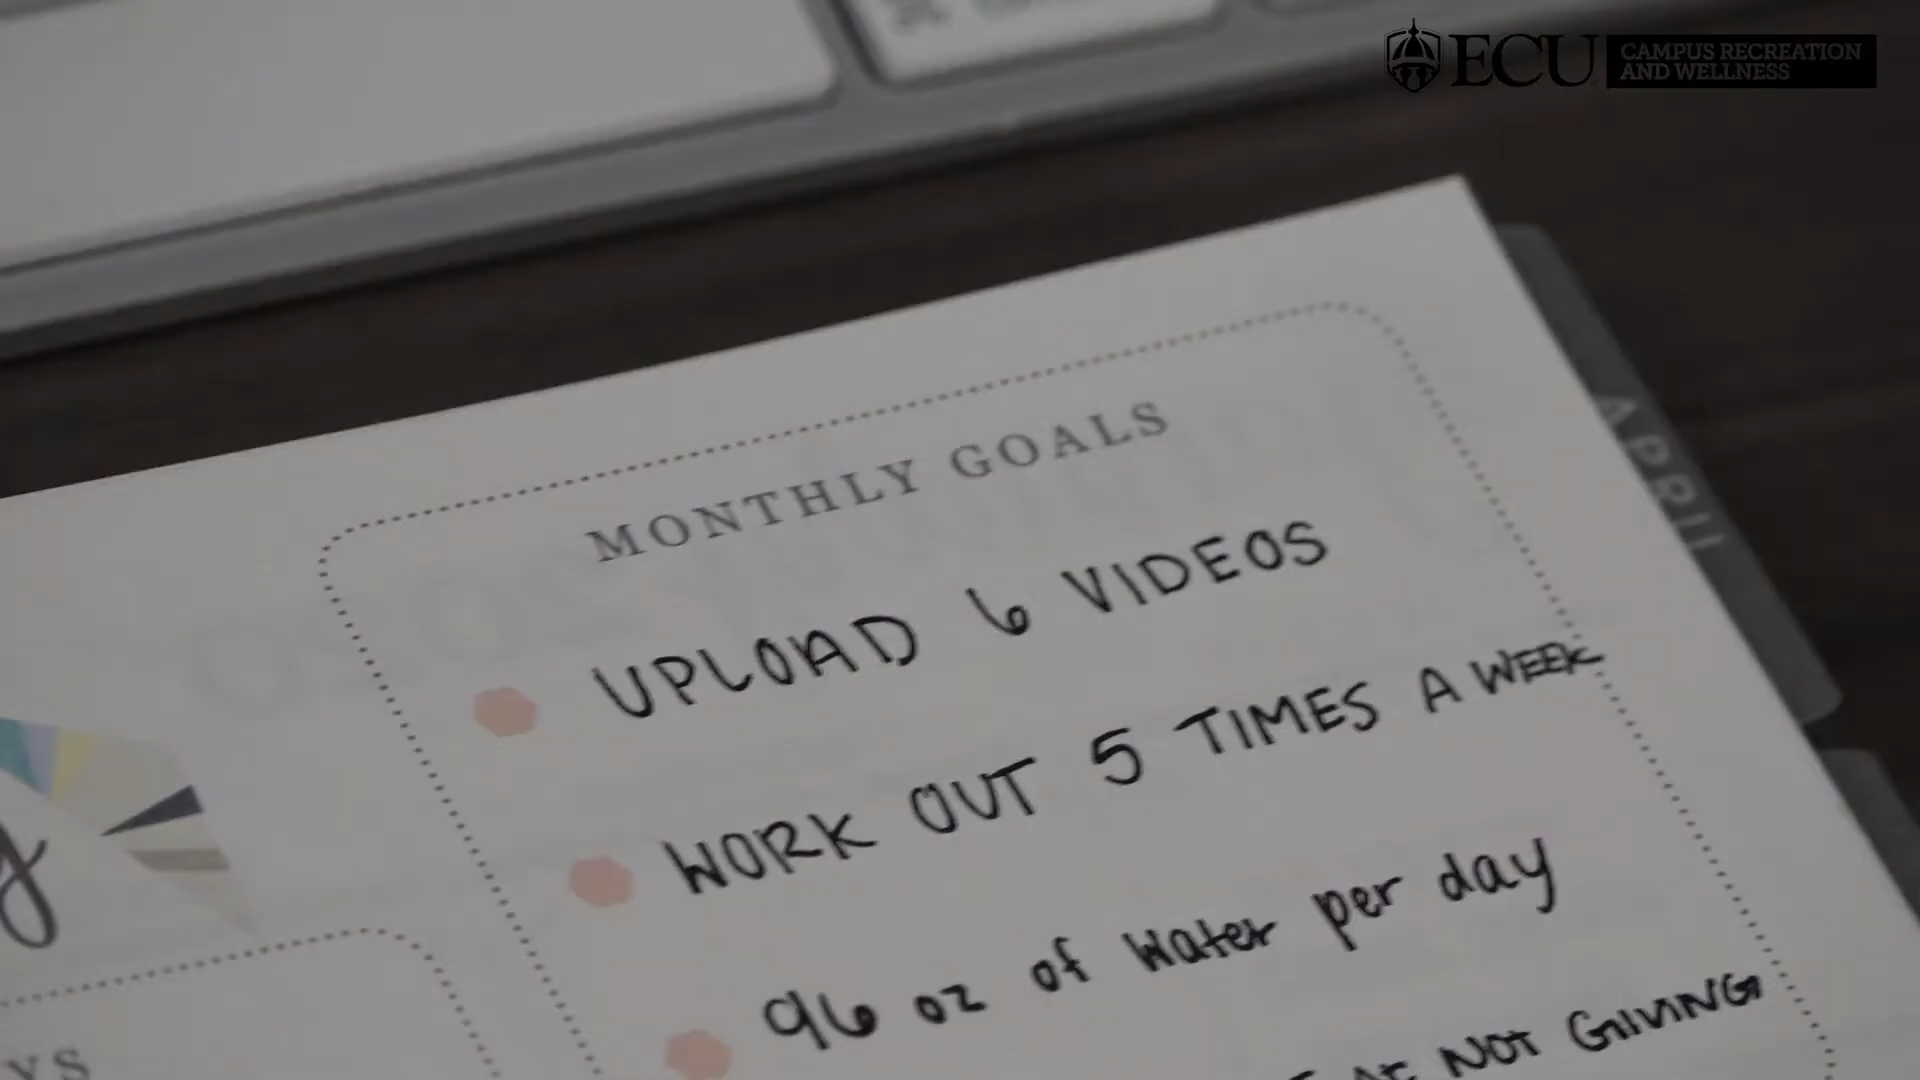 ECU
CAMPUS RECREATION
AND WELLNESS
MONTHLY GOALS
UPLOAD 6 VIDEOS
WORK OUT 5 TIMES A WEEK
96 oz of water per day
NOT GIVING
APRIL